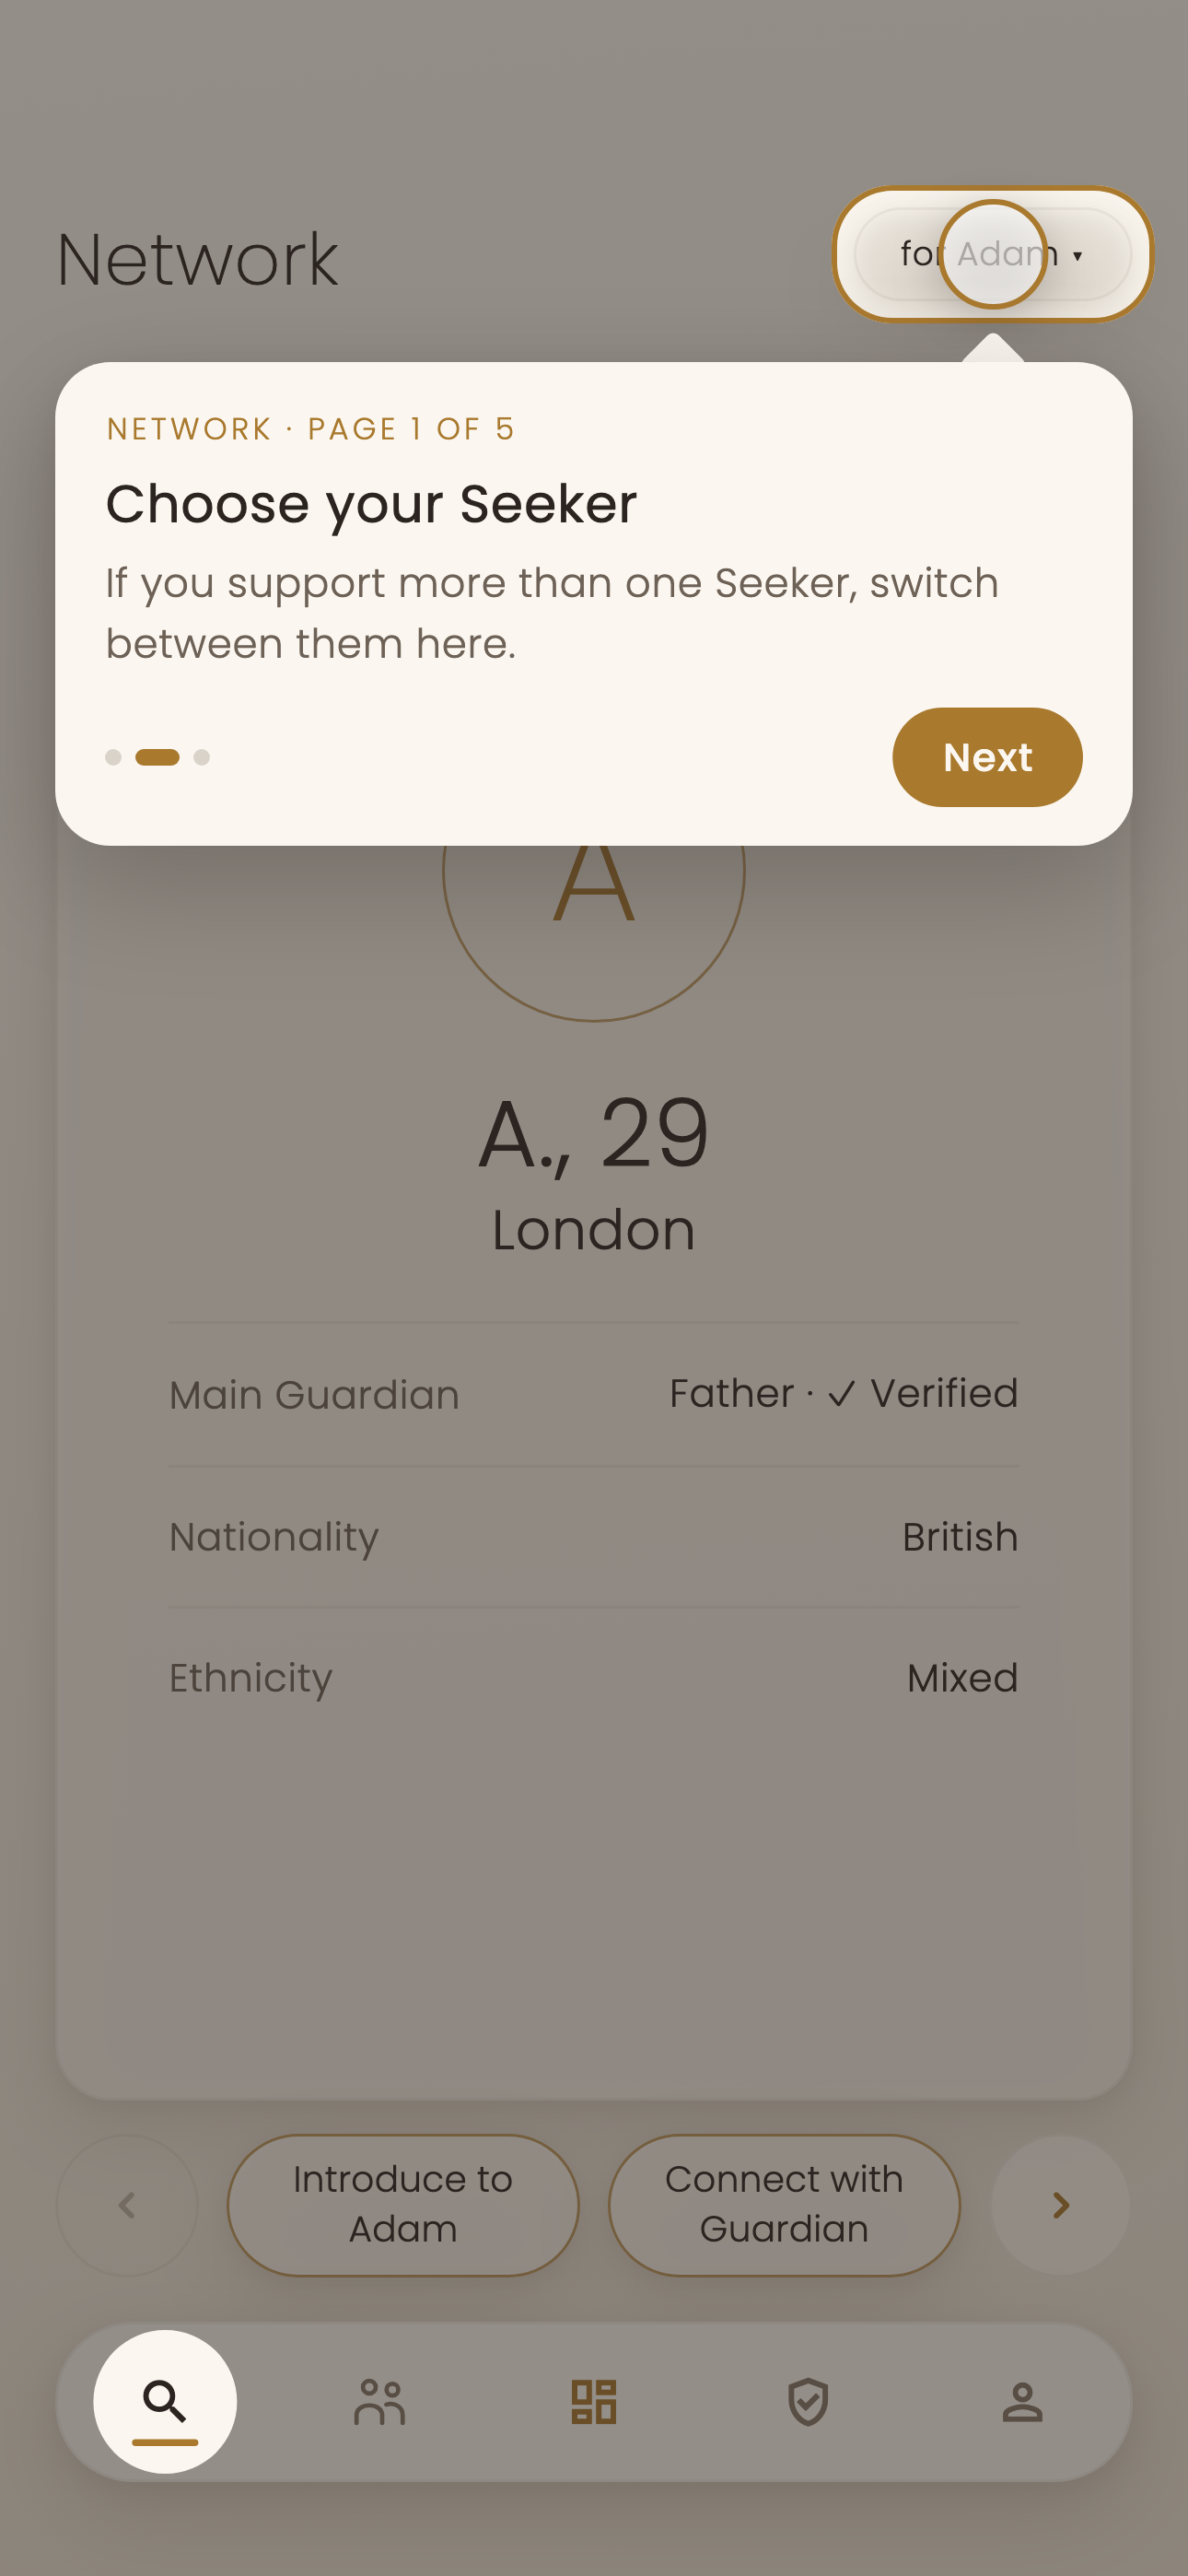 Network
for Adam ▾
NETWORK · PAGE 1 OF 5
Choose your Seeker
If you support more than one Seeker, switch
between them here.
Next
A
A., 29
London
Main Guardian
Father · ✓ Verified
Nationality
British
Ethnicity
Mixed
Introduce to
Adam
Connect with
Guardian